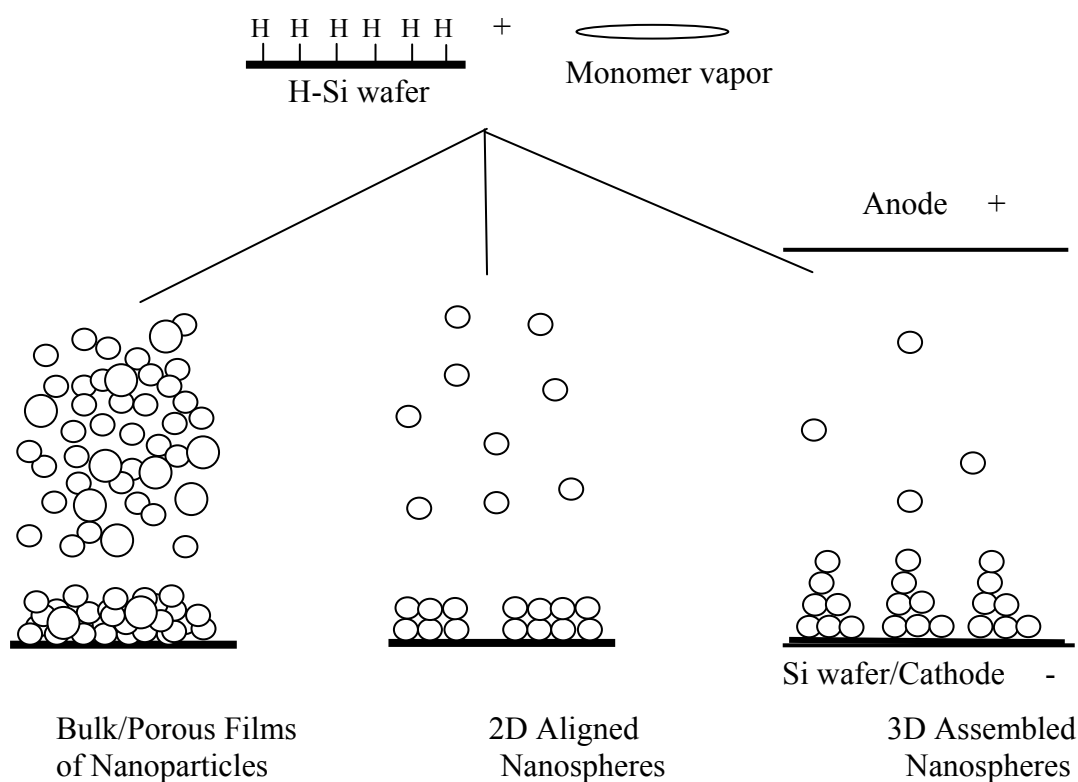 H H H H H H +
H-Si wafer
Monomer vapor
Anode +
Si wafer/Cathode -
Bulk/Porous Films
of Nanoparticles
2D Aligned
Nanospheres
3D Assembled
Nanospheres